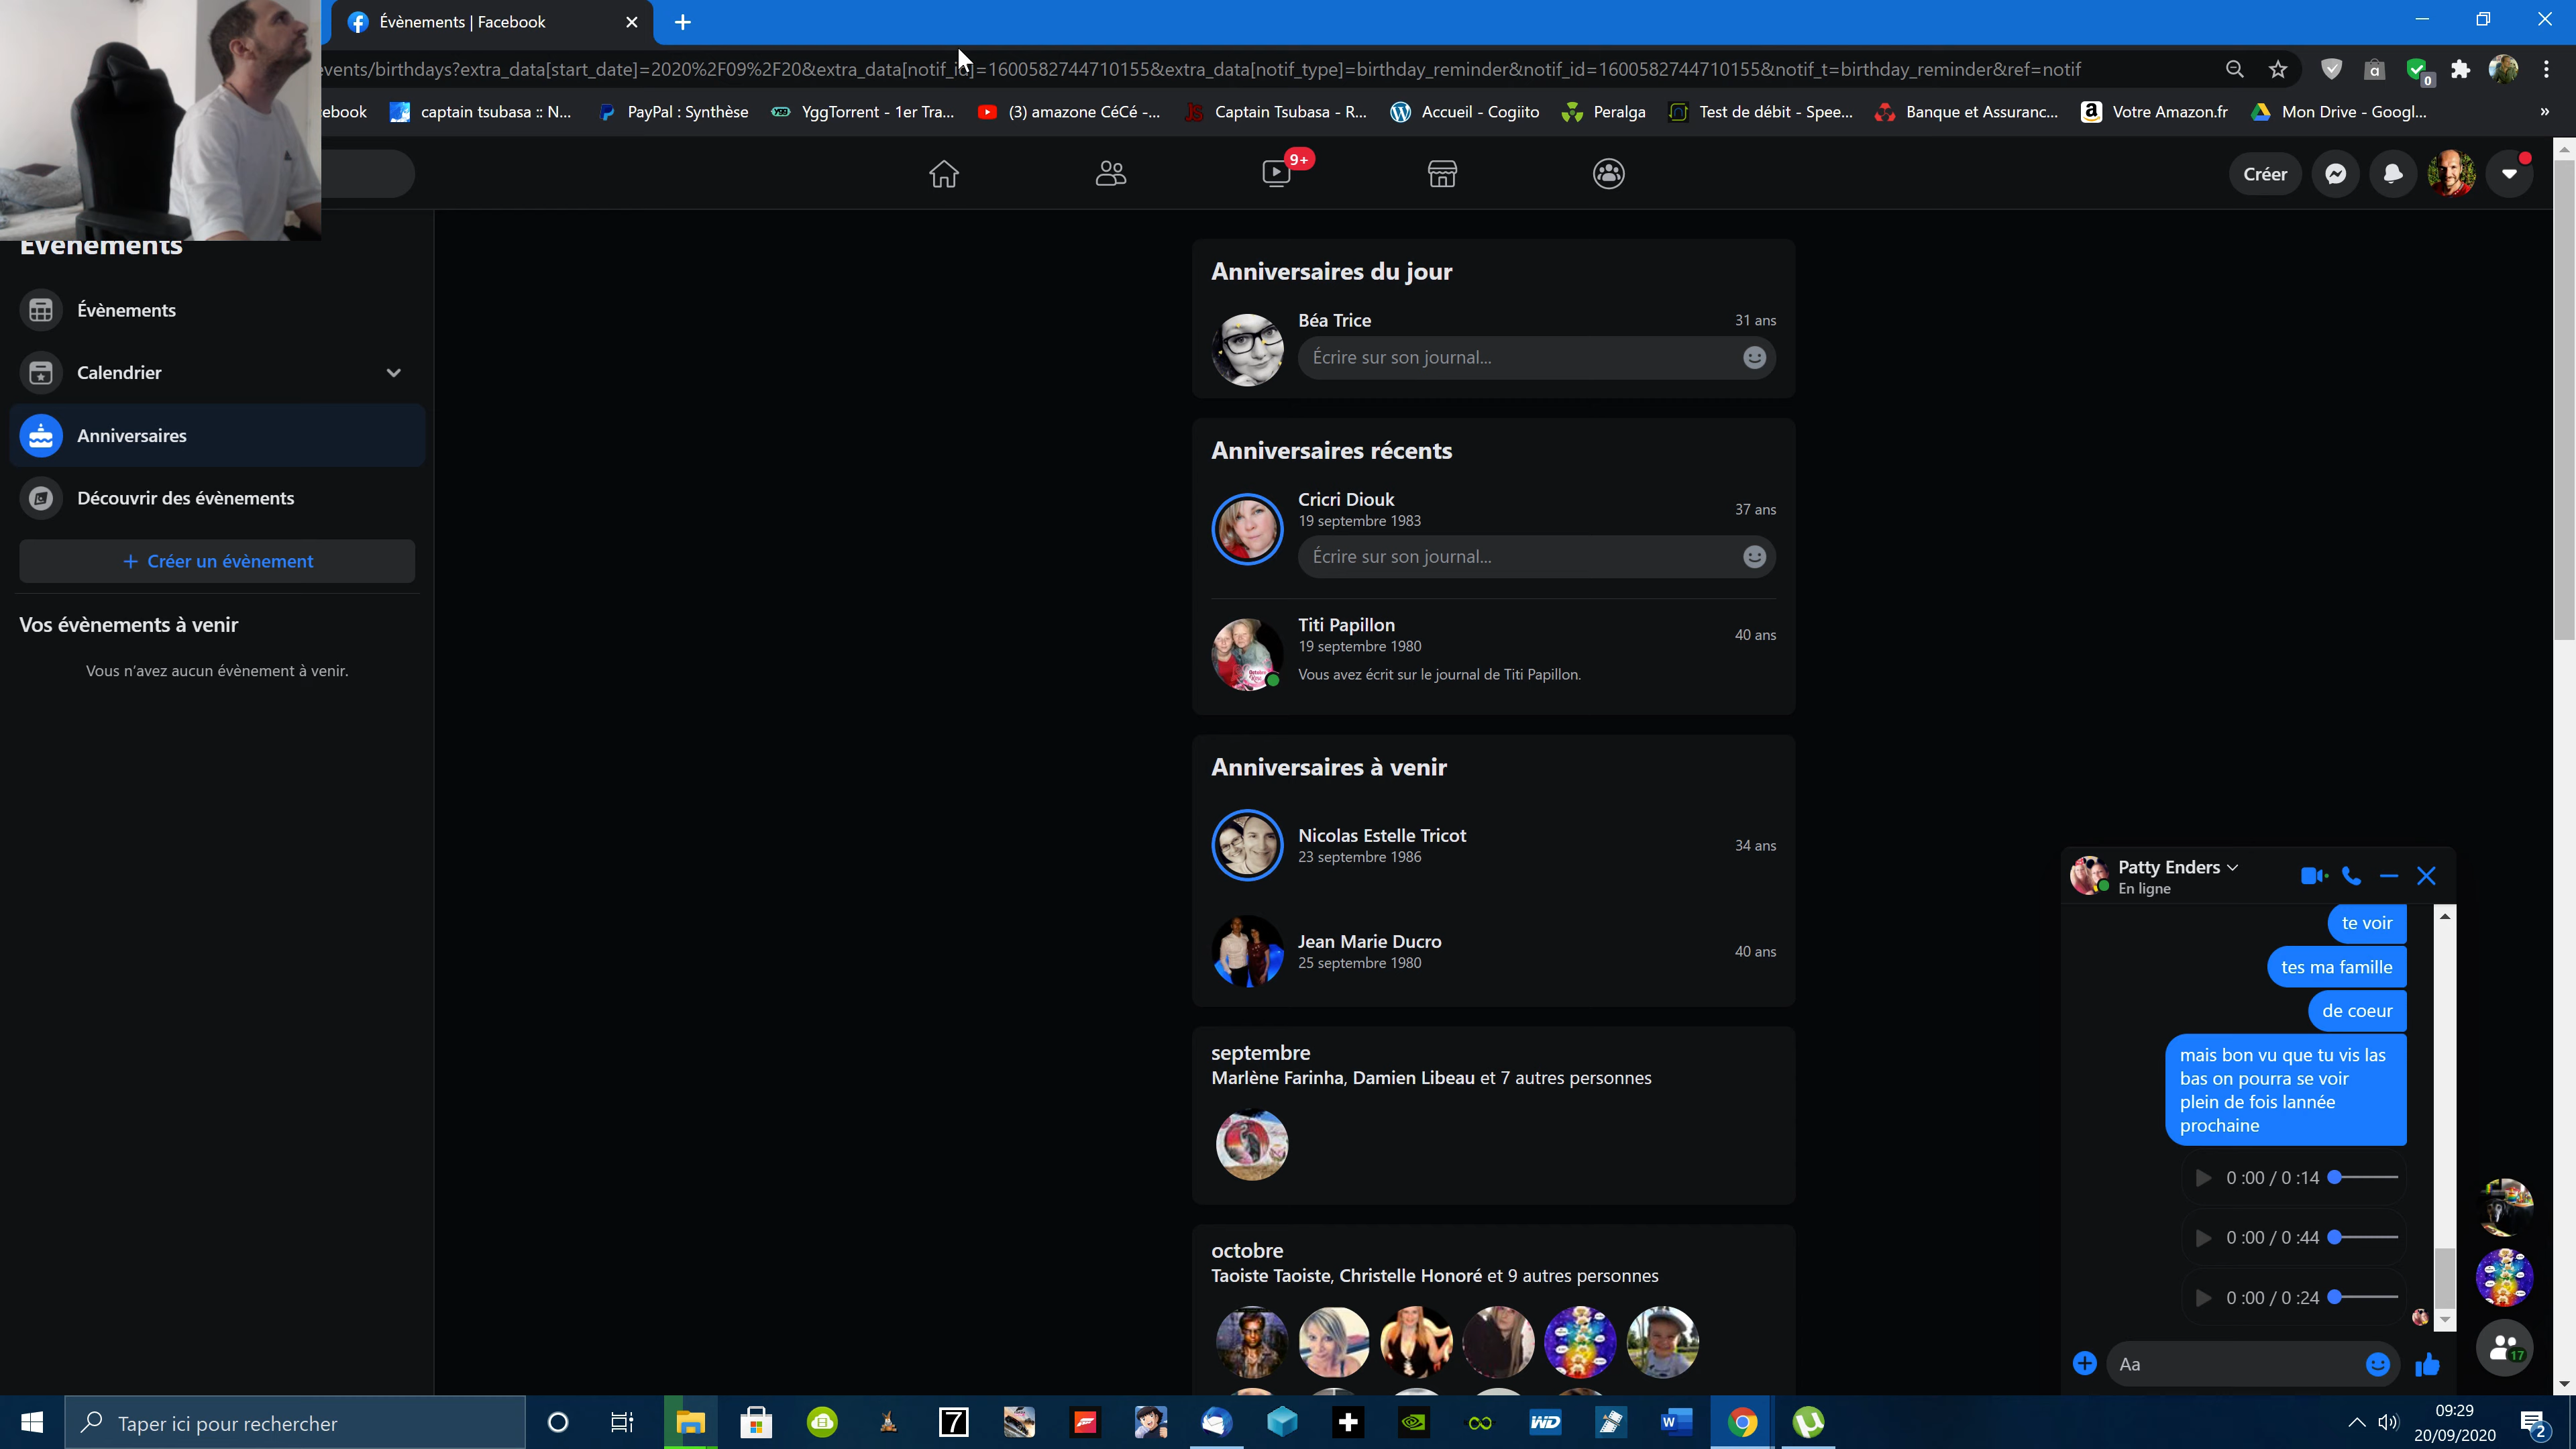 Évènements | Facebook
vents/birthdays?extra_data[start_date]=2020%2F09%2F20&extra_data[notif_id]=1600582744710155&extra_data[notif_type]=birthday_reminder&notif_id=1600582744710155&notif_t=birthday_reminder&ref=notif
0
ebook captain tsubasa :: N... PayPal : Synthèse YggTorrent - 1er Tra... (3) amazone CéCé -... Captain Tsubasa - R... Accueil - Cogiito Peralga Test de débit - Spee... Banque et Assuranc... Votre Amazon.fr Mon Drive - Googl... »
9+
Créer
Évènements
Évènements
Calendrier
Anniversaires
Découvrir des évènements
+ Créer un évènement
Vos évènements à venir
Vous n'avez aucun évènement à venir.
Anniversaires du jour
Béa Trice
31 ans
Écrire sur son journal...
Anniversaires récents
Cricri Diouk
19 septembre 1983
37 ans
Écrire sur son journal...
Titi Papillon
19 septembre 1980
40 ans
Vous avez écrit sur le journal de Titi Papillon.
Anniversaires à venir
Nicolas Estelle Tricot
23 septembre 1986
34 ans
Jean Marie Ducro
25 septembre 1980
40 ans
septembre
Marlène Farinha, Damien Libeau et 7 autres personnes
octobre
Taoiste Taoiste, Christelle Honoré et 9 autres personnes
Patty Enders
En ligne
te voir
tes ma famille
de coeur
mais bon vu que tu vis las
bas on pourra se voir
plein de fois lannée
prochaine
0 :00 / 0 :14
0 :00 / 0 :44
0 :00 / 0 :24
Aa
17
Taper ici pour rechercher
7
WD
W
09:29
20/09/2020
2